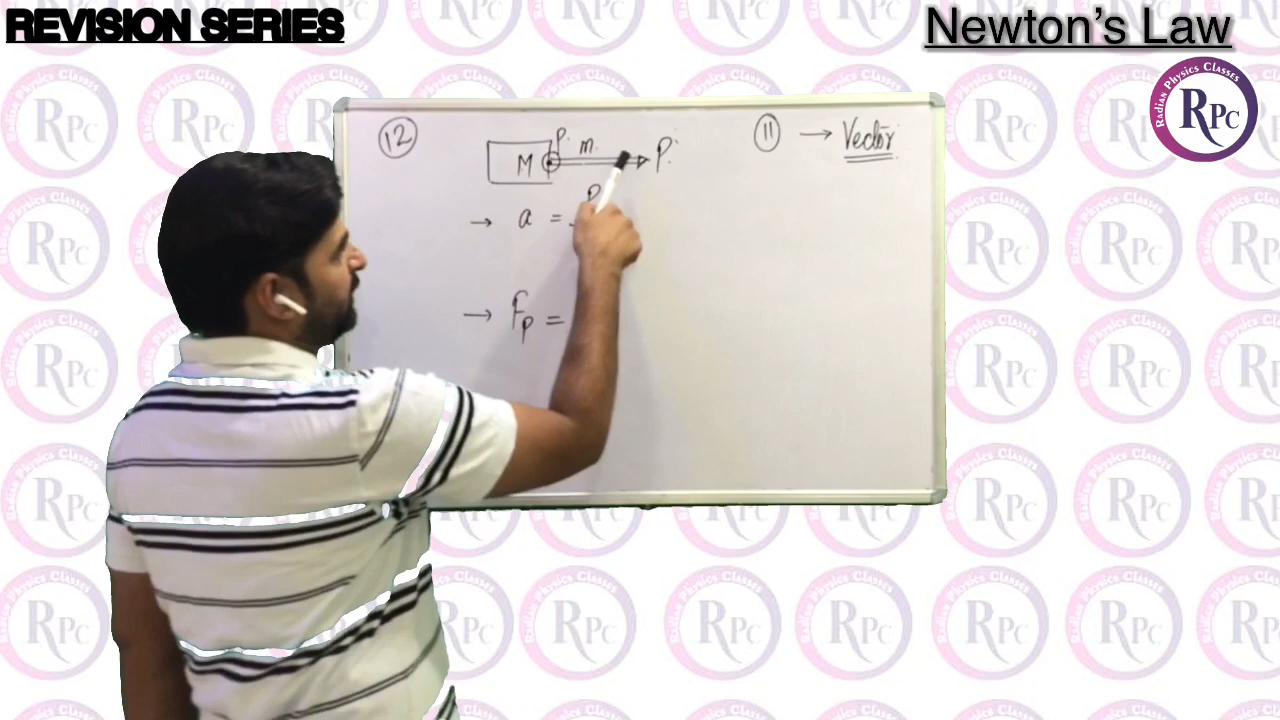 REVISION SERIES
Newton's Law
Radian Physics Classes
RPC
12
P. m. P.
M
→ a = P
→ Fp =
11 → Vector